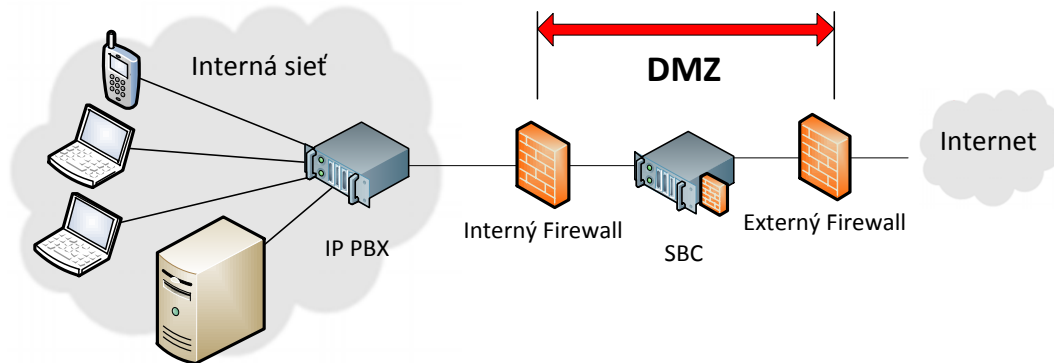 Interná sieť
DMZ
Internet
IP PBX
Interný Firewall
SBC
Externý Firewall